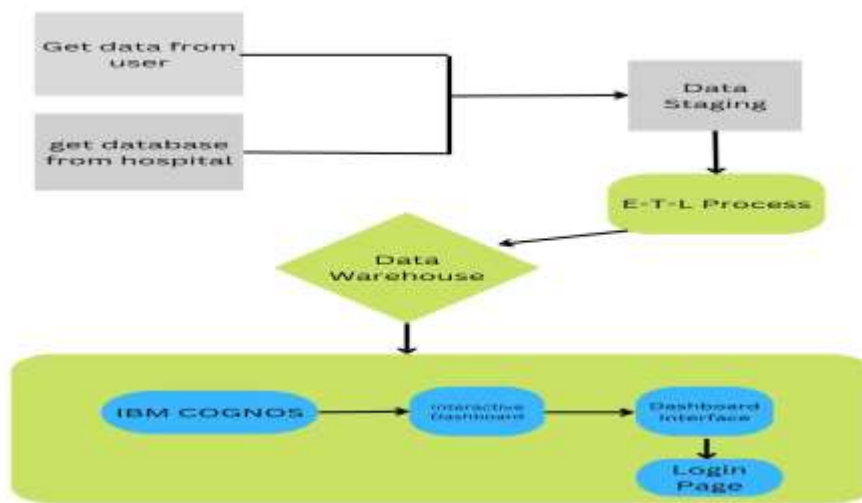 Get data from
user
get database
from hospital
Data
Staging
E-T-L Process
Data
Warehouse
IBM COGNOS
Interactive
Dashboard
Dashboard
Interface
Login
Page